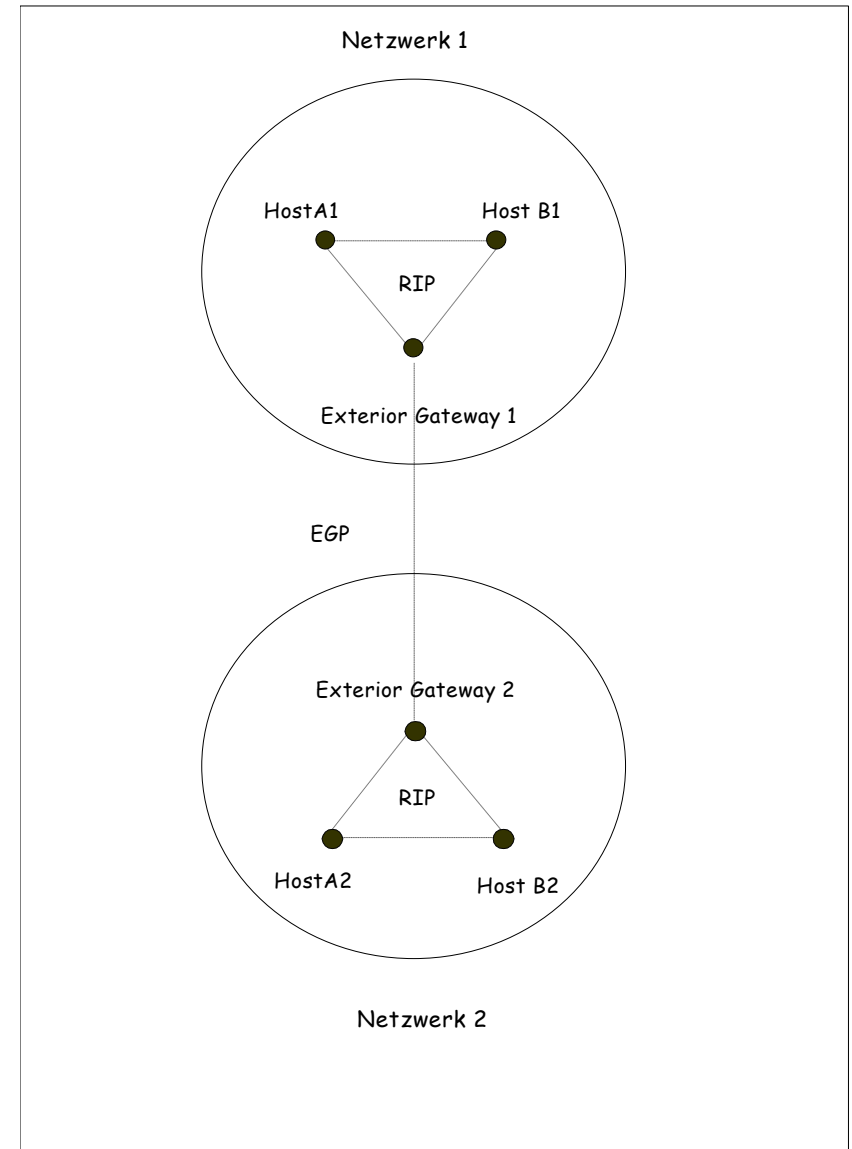 Netzwerk 1
HostA1 Host B1
RIP
Exterior Gateway 1
EGP
Exterior Gateway 2
RIP
HostA2 Host B2
Netzwerk 2